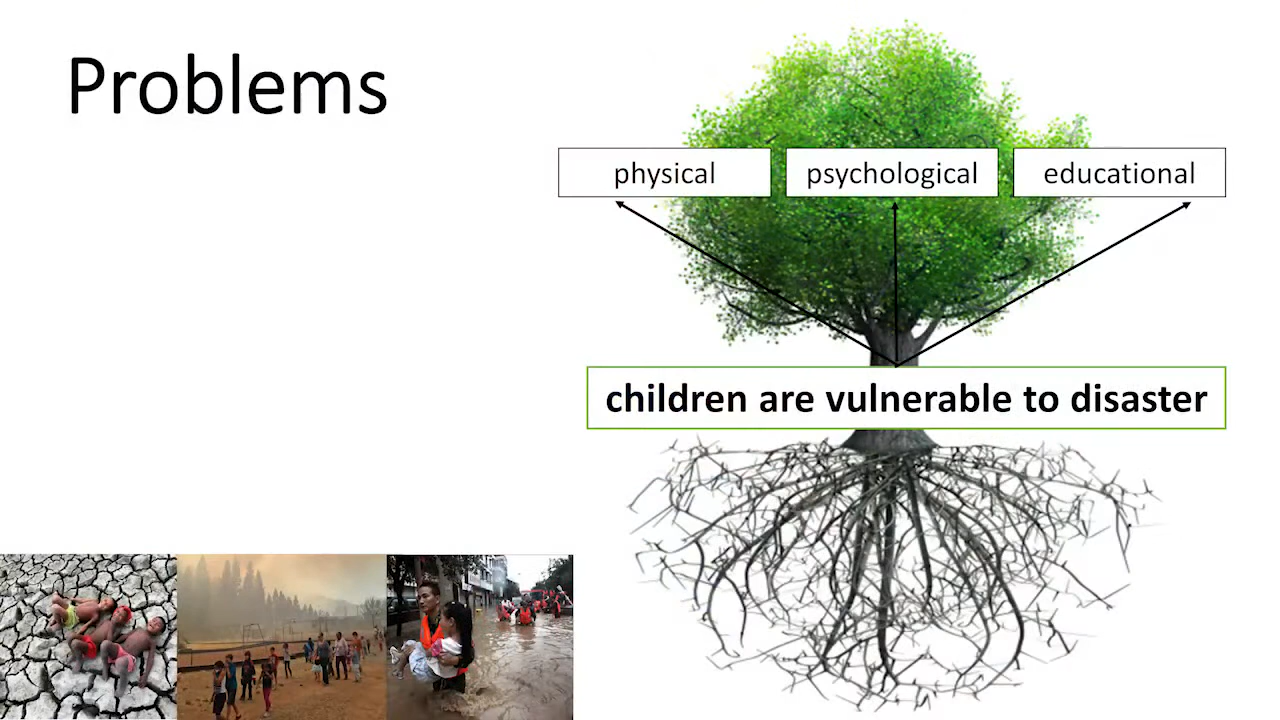 Problems
physical
psychological
educational
children are vulnerable to disaster